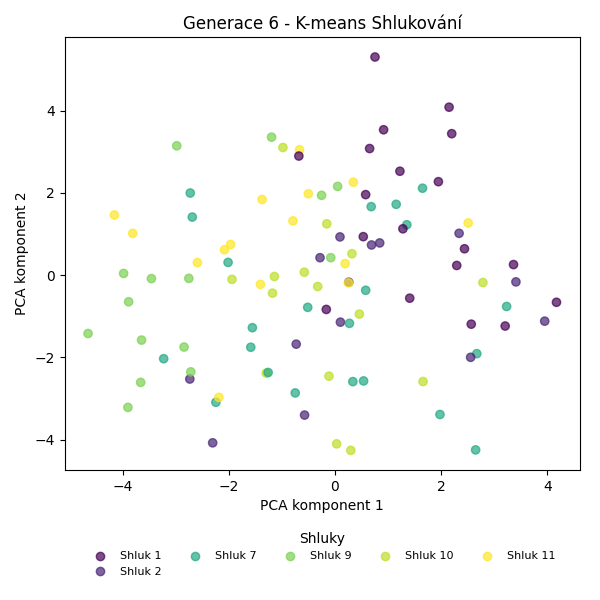 Generace 6 - K-means Shlukování
PCA komponent 2
4
2
0
−2
−4
−4 −2 0 2 4
PCA komponent 1
Shluky
Shluk 1 Shluk 7 Shluk 9 Shluk 10 Shluk 11
Shluk 2